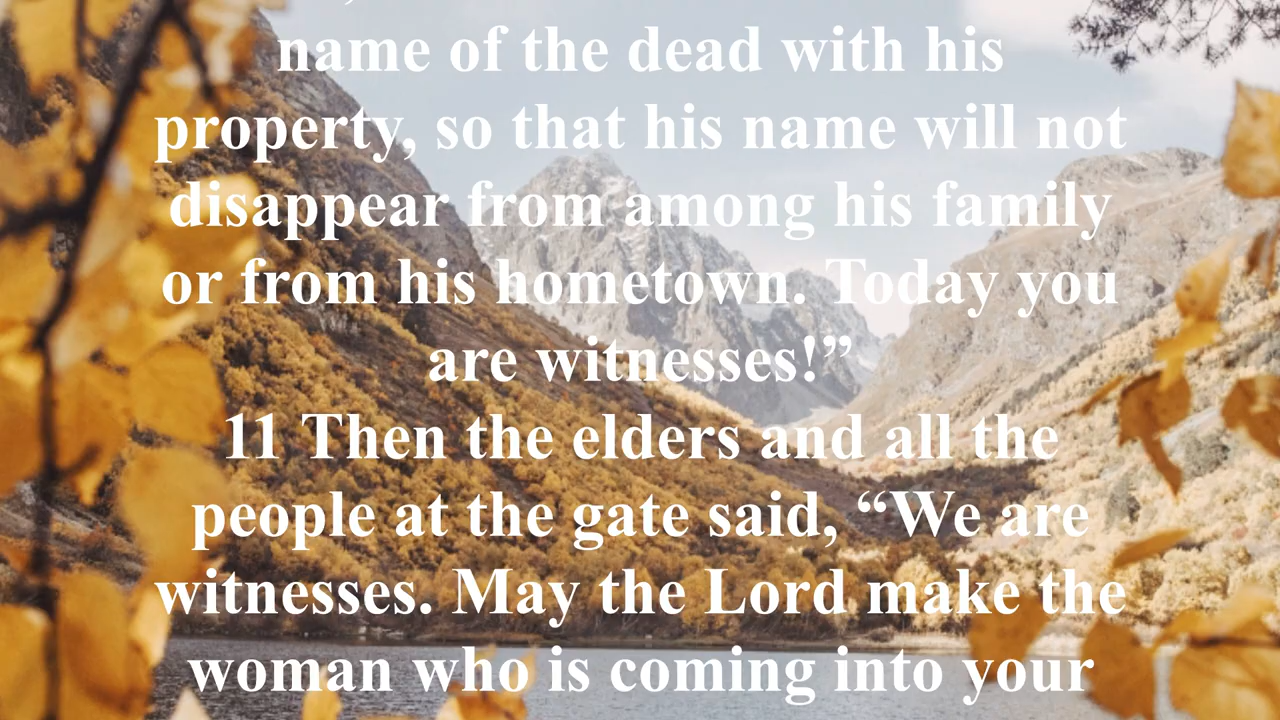 name of the dead with his
property, so that his name will not
disappear from among his family
or from his hometown. Today you
are witnesses!”
11 Then the elders and all the
people at the gate said, “We are
witnesses. May the Lord make the
woman who is coming into your